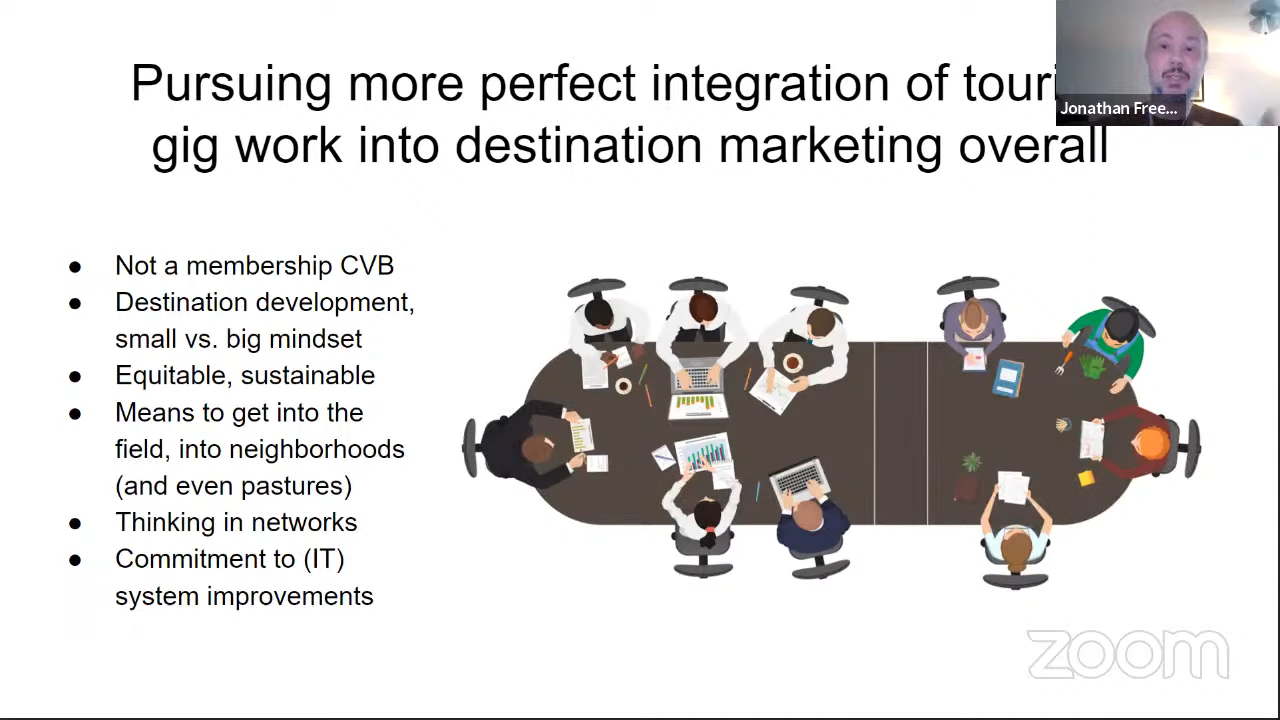 Pursuing more perfect integration of
gig work into destination marketing overall
Jonathan Free...
● Not a membership CVB
● Destination development,
small vs. big mindset
● Equitable, sustainable
● Means to get into the
field, into neighborhoods
(and even pastures)
● Thinking in networks
● Commitment to (IT)
system improvements
zoom